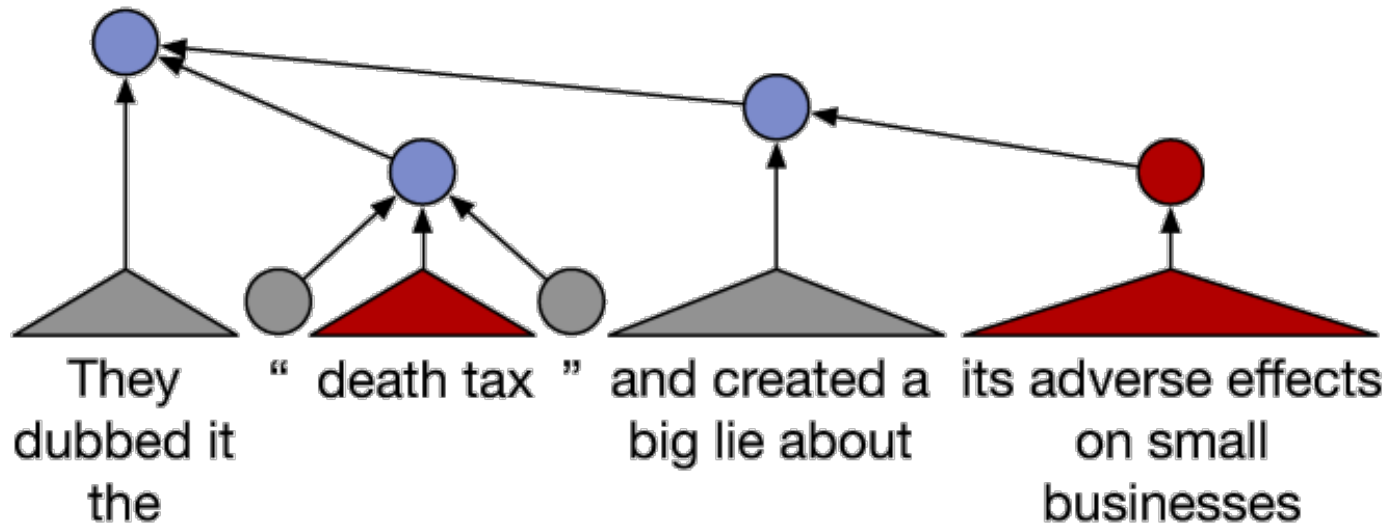 They “ death tax ” and created a its adverse effects
dubbed it big lie about on small
the businesses